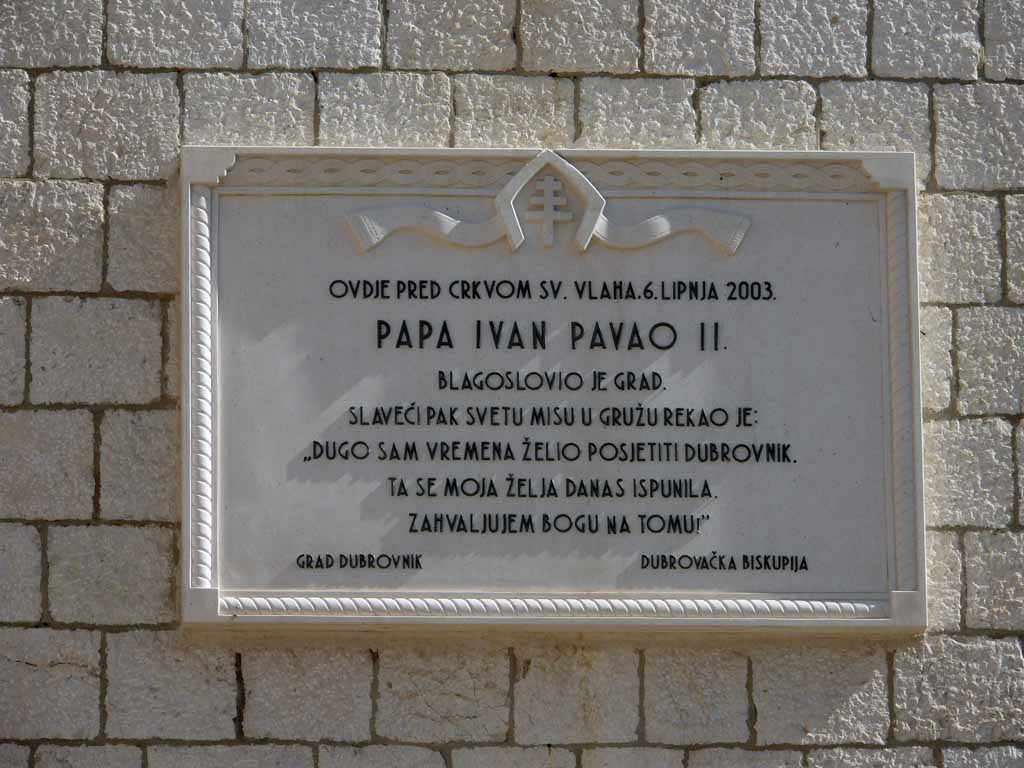 OVDJE PRED CRKVOM SV. VLAHA.6.LIPNJA 2003.
PAPA IVAN PAVAO II.
BLAGOSLOVIO JE GRAD.
SLAVEĆI PAK SVETU MISU U GRUŽU REKAO JE:
„DUGO SAM VREMENA ŽELIO POSJETITI DUBROVNIK.
TA SE MOJA ŽELJA DANAS ISPUNILA.
ZAHVALJUJEM BOGU NA TOMU!”
GRAD DUBROVNIK
DUBROVAČKA BISKUPIJA